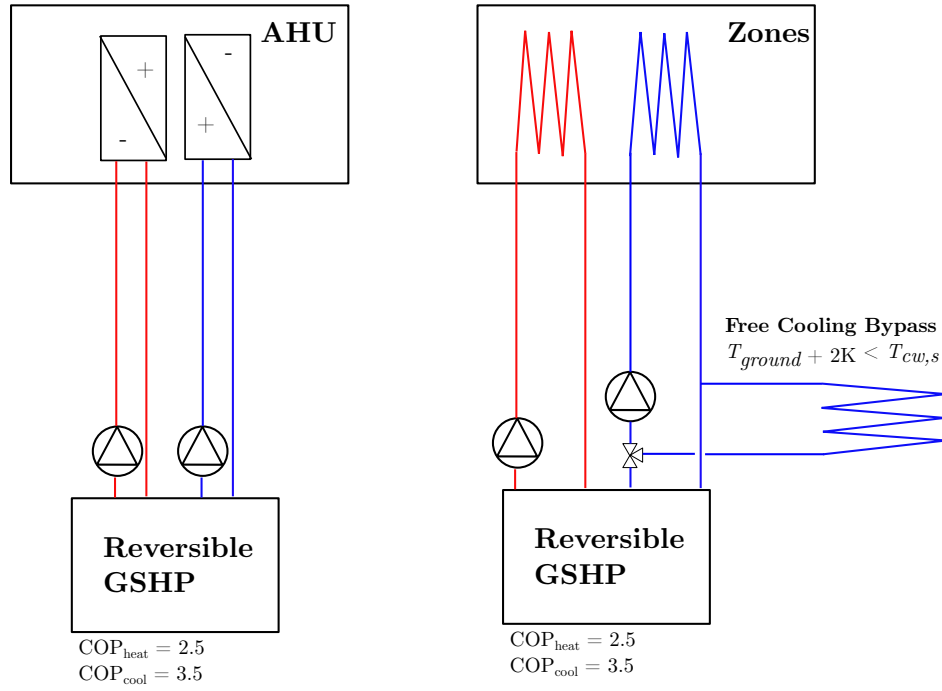 AHU
+
-
-
+
Reversible
GSHP
COP_heat = 2.5
COP_cool = 3.5
Zones
Free Cooling Bypass
T_ground + 2K < T_cw,s
Reversible
GSHP
COP_heat = 2.5
COP_cool = 3.5